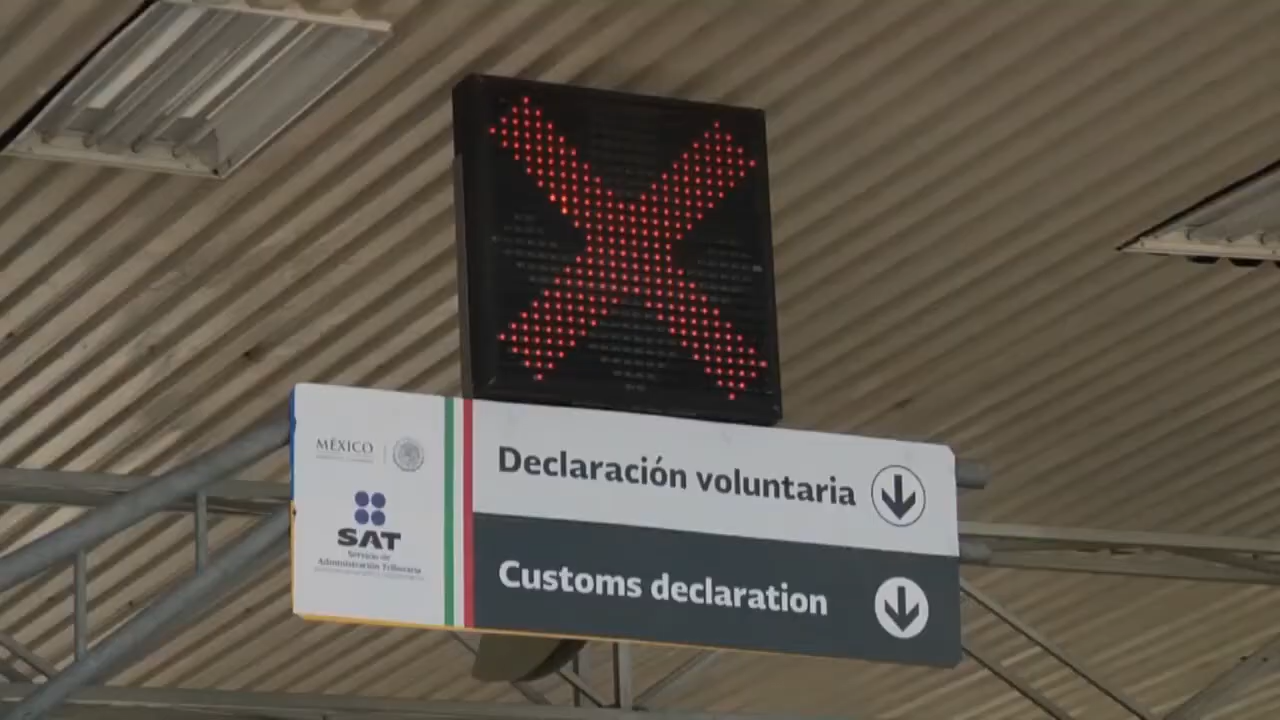 MÉXICO
SAT
Servicio de
Administración Tributaria
Declaración voluntaria
Customs declaration